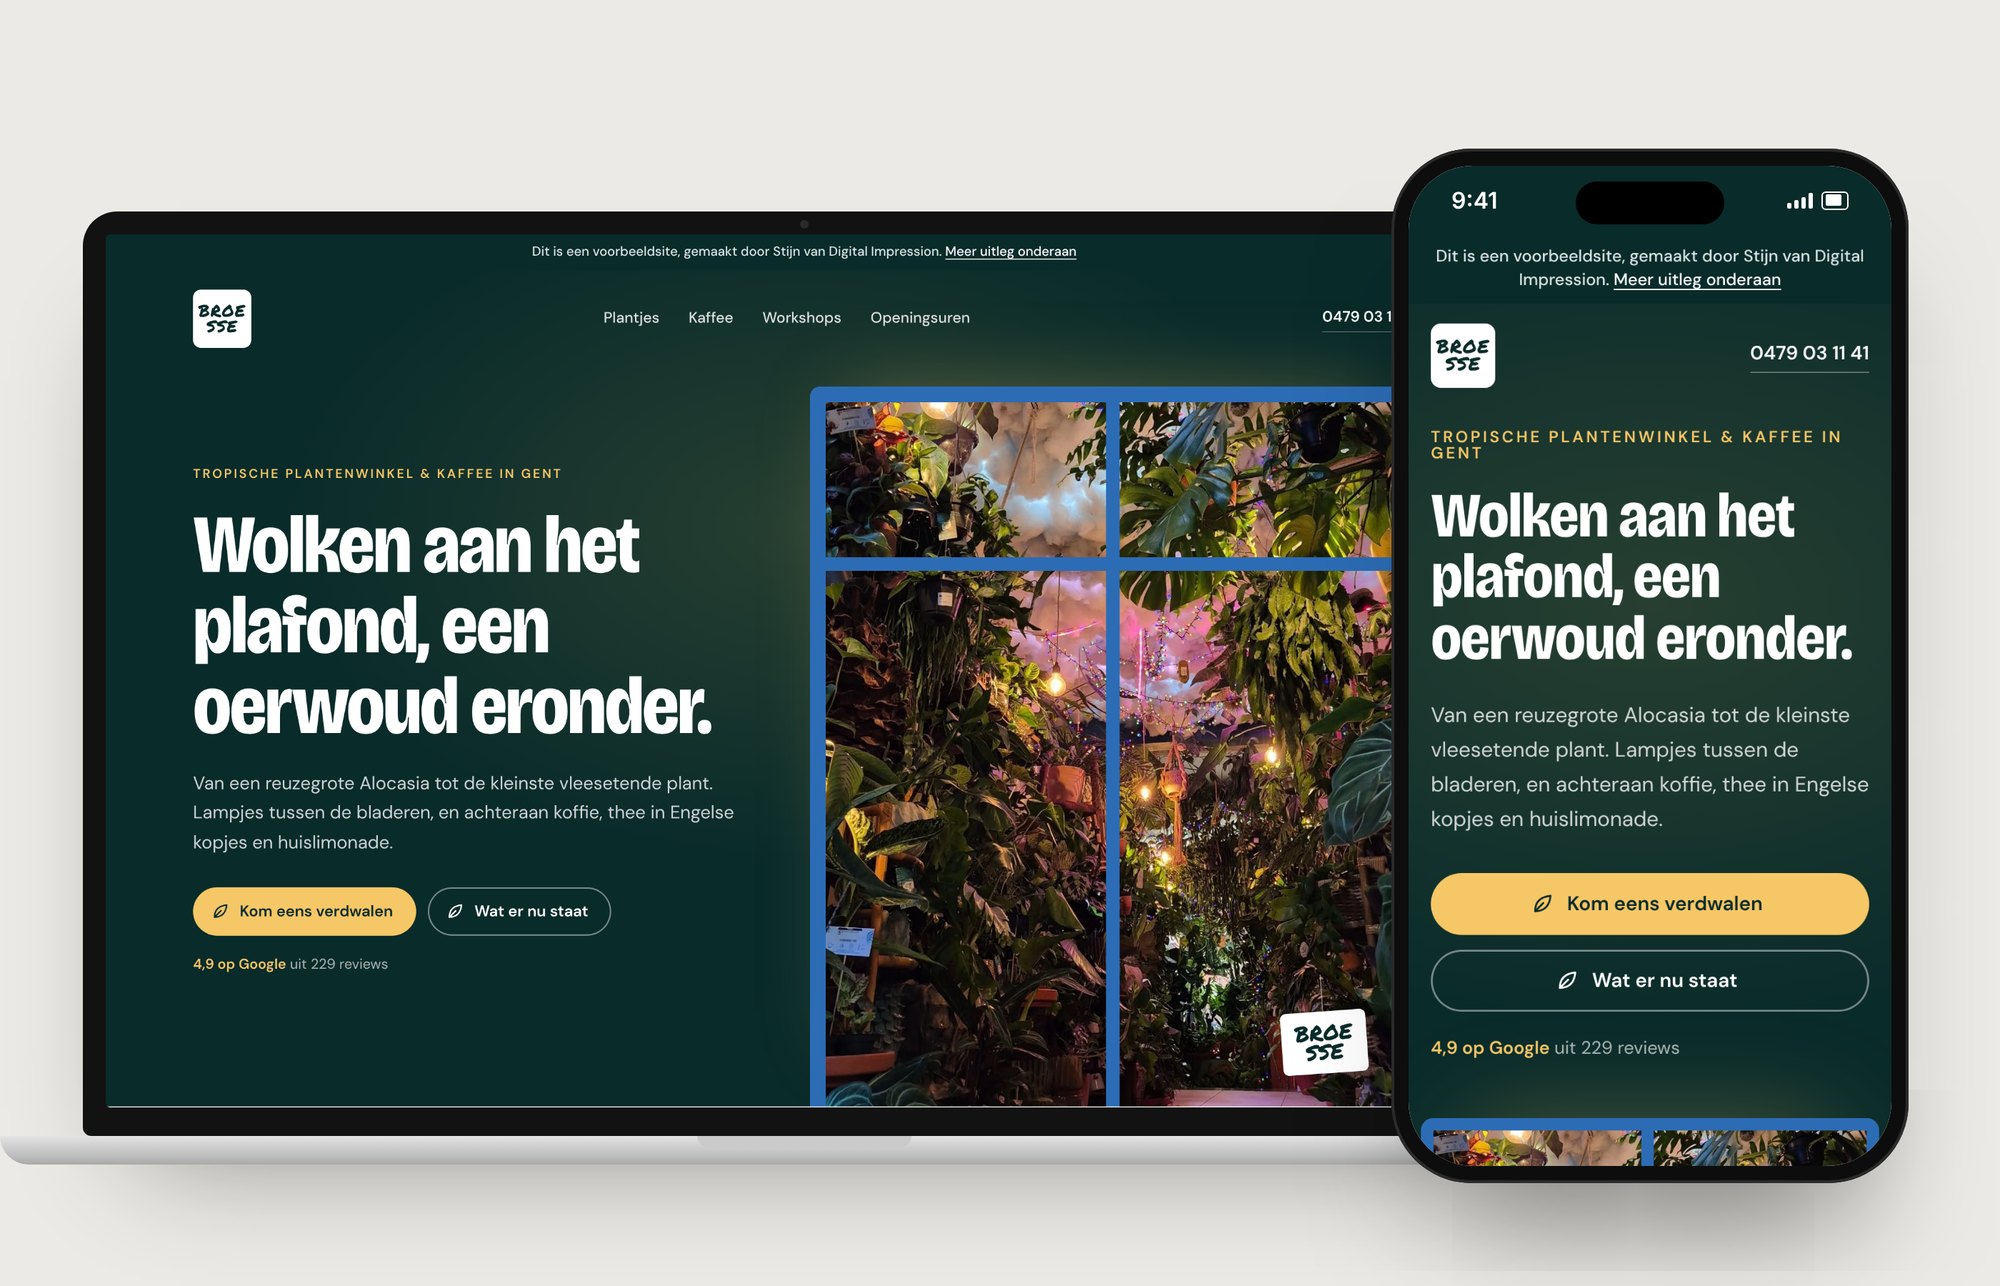 Dit is een voorbeeldsite, gemaakt door Stijn van Digital Impression. Meer uitleg onderaan
BROE
SSE
Plantjes Kaffee Workshops Openingsuren
0479 03 1
TROPISCHE PLANTENWINKEL & KAFFEE IN GENT
Wolken aan het
plafond, een
oerwoud eronder.
Van een reuzegrote Alocasia tot de kleinste vleesetende plant.
Lampjes tussen de bladeren, en achteraan koffie, thee in Engelse
kopjes en huislimonade.
Kom eens verdwalen
Wat er nu staat
4,9 op Google uit 229 reviews
BROE
SSE
9:41
Dit is een voorbeeldsite, gemaakt door Stijn van Digital
Impression. Meer uitleg onderaan
BROE
SSE
0479 03 11 41
TROPISCHE PLANTENWINKEL & KAFFEE IN
GENT
Wolken aan het
plafond, een
oerwoud eronder.
Van een reuzegrote Alocasia tot de kleinste
vleesetende plant. Lampjes tussen de
bladeren, en achteraan koffie, thee in Engelse
kopjes en huislimonade.
Kom eens verdwalen
Wat er nu staat
4,9 op Google uit 229 reviews